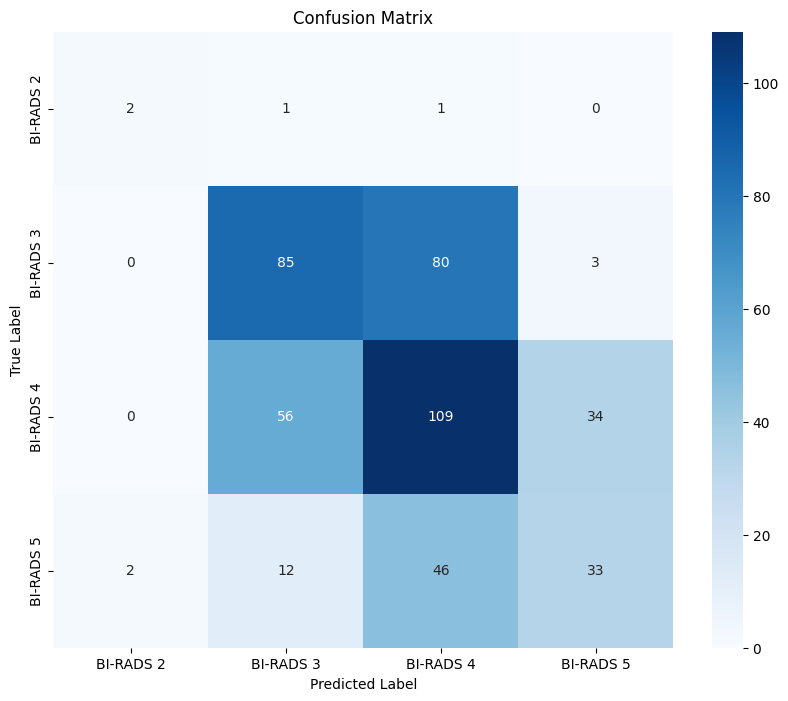 Confusion Matrix
True Label
BI-RADS 2
2 1 1 0
BI-RADS 3
0 85 80 3
BI-RADS 4
0 56 109 34
BI-RADS 5
2 12 46 33
BI-RADS 2 BI-RADS 3 BI-RADS 4 BI-RADS 5
Predicted Label
100
80
60
40
20
0